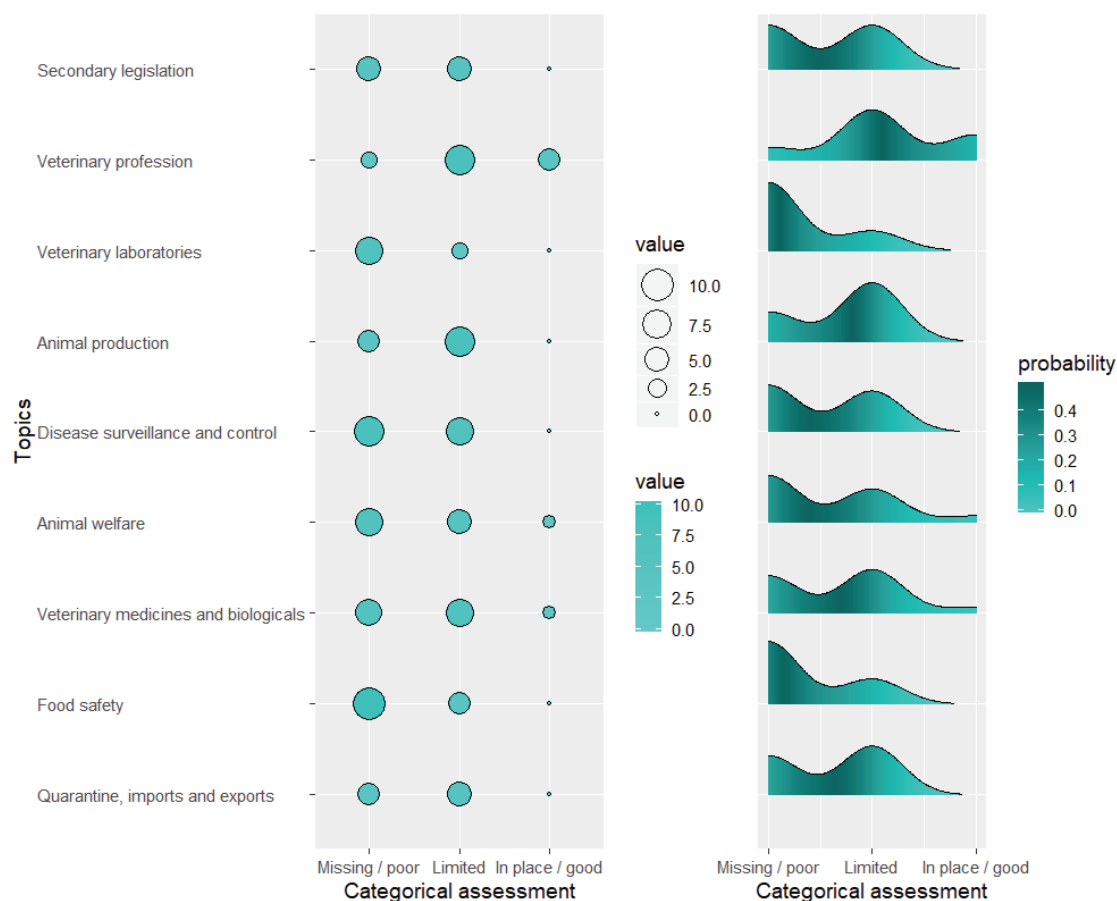 Secondary legislation
Veterinary profession
Veterinary laboratories
Animal production
Disease surveillance and control
Animal welfare
Veterinary medicines and biologicals
Food safety
Quarantine, imports and exports
Topics
Missing / poor
Limited
In place / good
Categorical assessment
value
10.0
7.5
5.0
2.5
0.0
value
10.0
7.5
5.0
2.5
0.0
Missing / poor
Limited
In place / good
Categorical assessment
probability
0.4
0.3
0.2
0.1
0.0